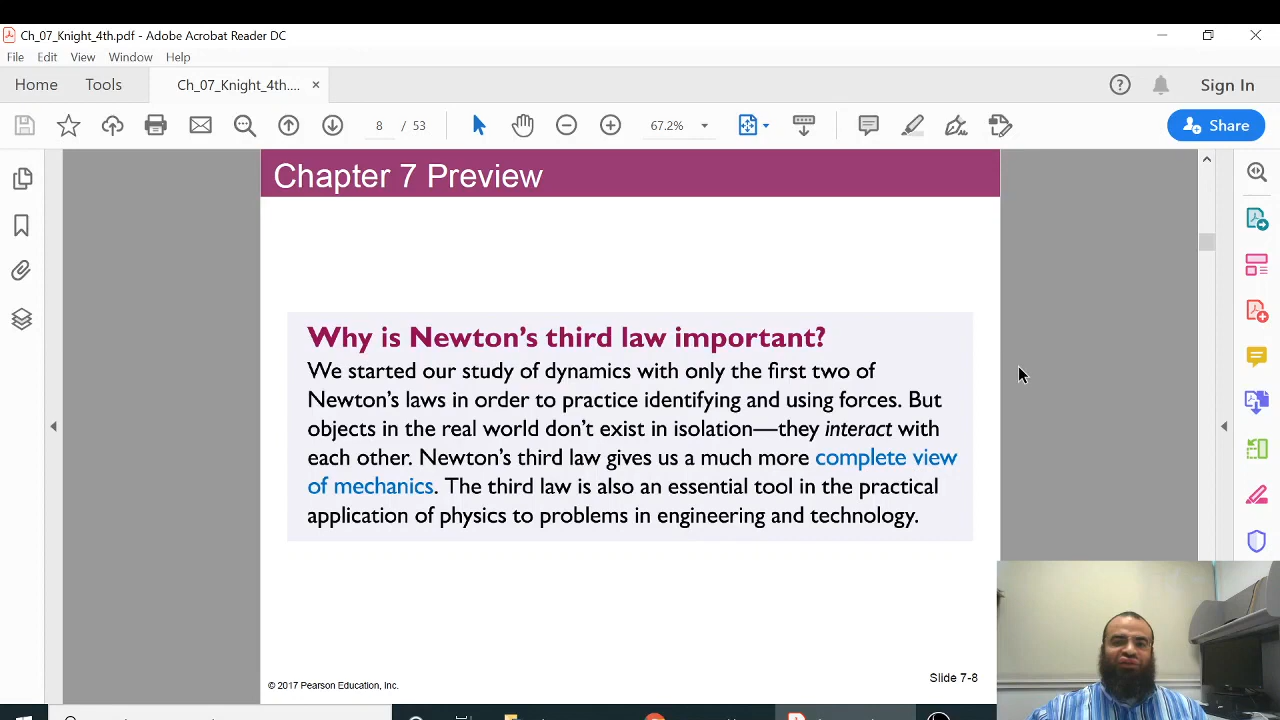 Ch_07_Knight_4th.pdf - Adobe Acrobat Reader DC
File Edit View Window Help
Home Tools Ch_07_Knight_4th.... × Sign In
8 / 53 67.2% Share
Chapter 7 Preview
Why is Newton's third law important?
We started our study of dynamics with only the first two of
Newton's laws in order to practice identifying and using forces. But
objects in the real world don't exist in isolation—they interact with
each other. Newton's third law gives us a much more complete view
of mechanics. The third law is also an essential tool in the practical
application of physics to problems in engineering and technology.
© 2017 Pearson Education, Inc.
Slide 7-8